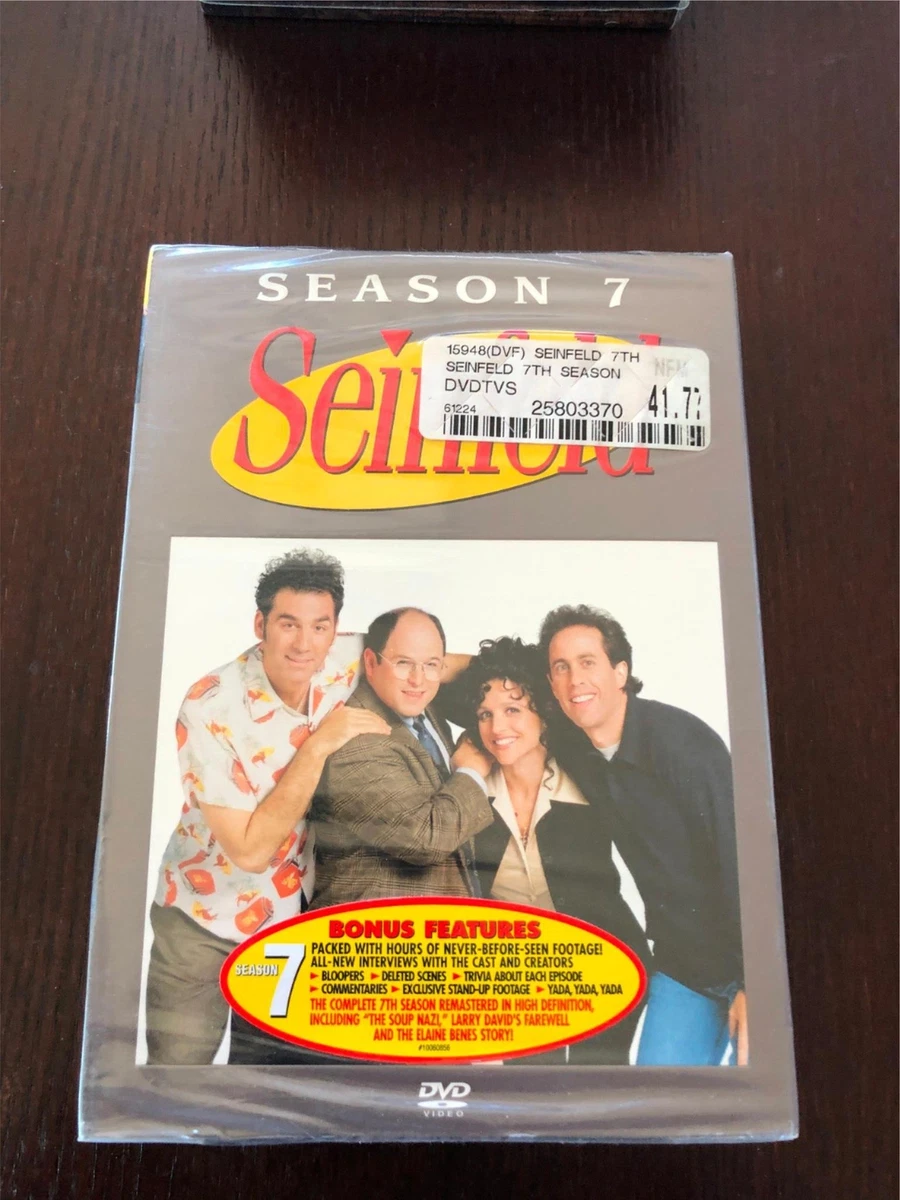 SEASON 7
Seinfeld
15948(DVF) SEINFELD 7TH
SEINFELD 7TH SEASON
NEW
DVDTVS
61224 25803370 41.77
BONUS FEATURES
SEASON 7
PACKED WITH HOURS OF NEVER-BEFORE-SEEN FOOTAGE!
ALL-NEW INTERVIEWS WITH THE CAST AND CREATORS
► BLOOPERS ► DELETED SCENES ► TRIVIA ABOUT EACH EPISODE
► COMMENTARIES ► EXCLUSIVE STAND-UP FOOTAGE ► YADA, YADA, YADA
THE COMPLETE 7TH SEASON REMASTERED IN HIGH DEFINITION,
INCLUDING "THE SOUP NAZI," LARRY DAVID'S FAREWELL
AND THE ELAINE BENES STORY!
DVD
VIDEO